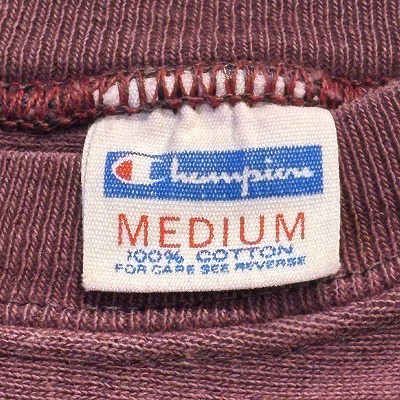 Champion
MEDIUM
100% COTTON
FOR CARE SEE REVERSE